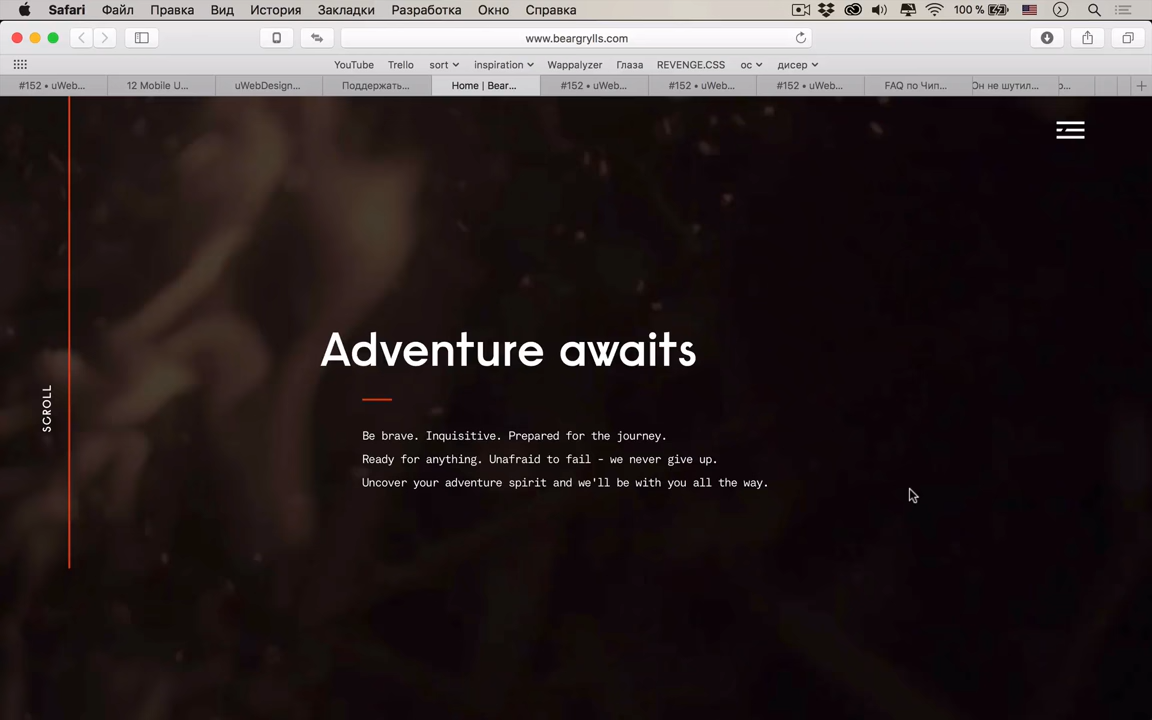 Safari Файл Правка Вид История Закладки Разработка Окно Справка 100 %
www.beargrylls.com
YouTube Trello sort inspiration Wappalyzer Глаза REVENGE.CSS ос дисер
#152 • uWeb... 12 Mobile U... uWebDesign... Поддержать... Home | Bear... #152 • uWeb... #152 • uWeb... #152 • uWeb... FAQ по Чип... Он не шутил...
Adventure awaits
SCROLL
Be brave. Inquisitive. Prepared for the journey.
Ready for anything. Unafraid to fail - we never give up.
Uncover your adventure spirit and we'll be with you all the way.